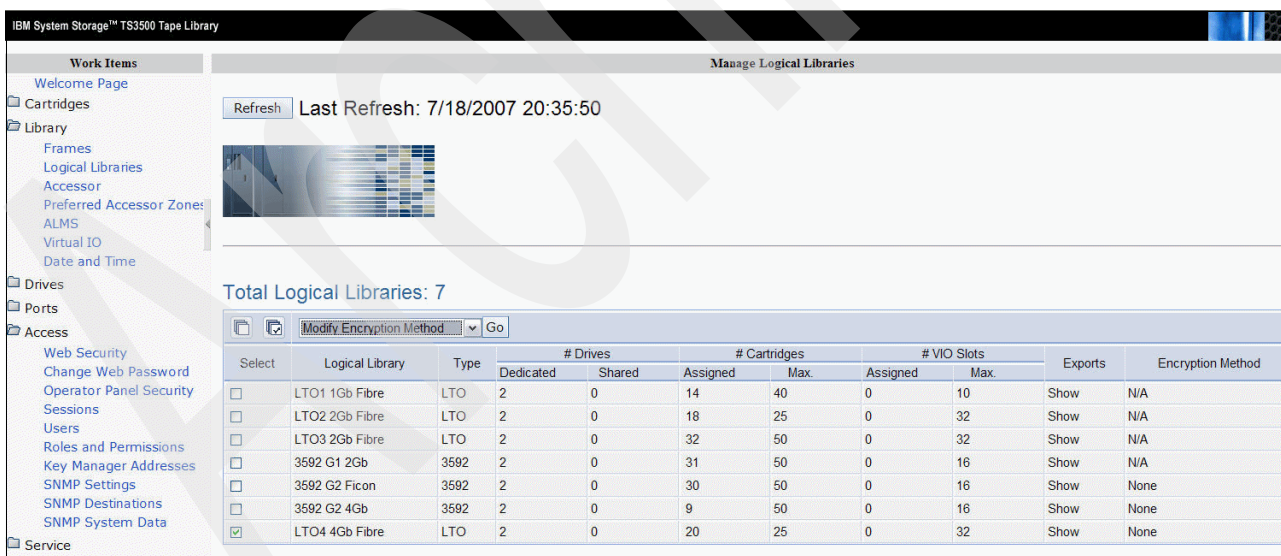 IBM System Storage™ TS3500 Tape Library
Work Items
Welcome Page
Cartridges
Library
Frames
Logical Libraries
Accessor
Preferred Accessor Zones
ALMS
Virtual IO
Date and Time
Drives
Ports
Access
Web Security
Change Web Password
Operator Panel Security
Sessions
Users
Roles and Permissions
Key Manager Addresses
SNMP Settings
SNMP Destinations
SNMP System Data
Service
Manage Logical Libraries
Refresh Last Refresh: 7/18/2007 20:35:50
Total Logical Libraries: 7
Modify Encryption Method Go
Select Logical Library Type # Drives # Cartridges # VIO Slots Exports Encryption Method
Dedicated Shared Assigned Max. Assigned Max.
LTO1 1Gb Fibre LTO 2 0 14 40 0 10 Show N/A
LTO2 2Gb Fibre LTO 2 0 18 25 0 32 Show N/A
LTO3 2Gb Fibre LTO 2 0 32 50 0 32 Show N/A
3592 G1 2Gb 3592 2 0 31 50 0 16 Show N/A
3592 G2 Ficon 3592 2 0 30 50 0 16 Show None
3592 G2 4Gb 3592 2 0 9 50 0 16 Show None
LTO4 4Gb Fibre LTO 2 0 20 25 0 32 Show None